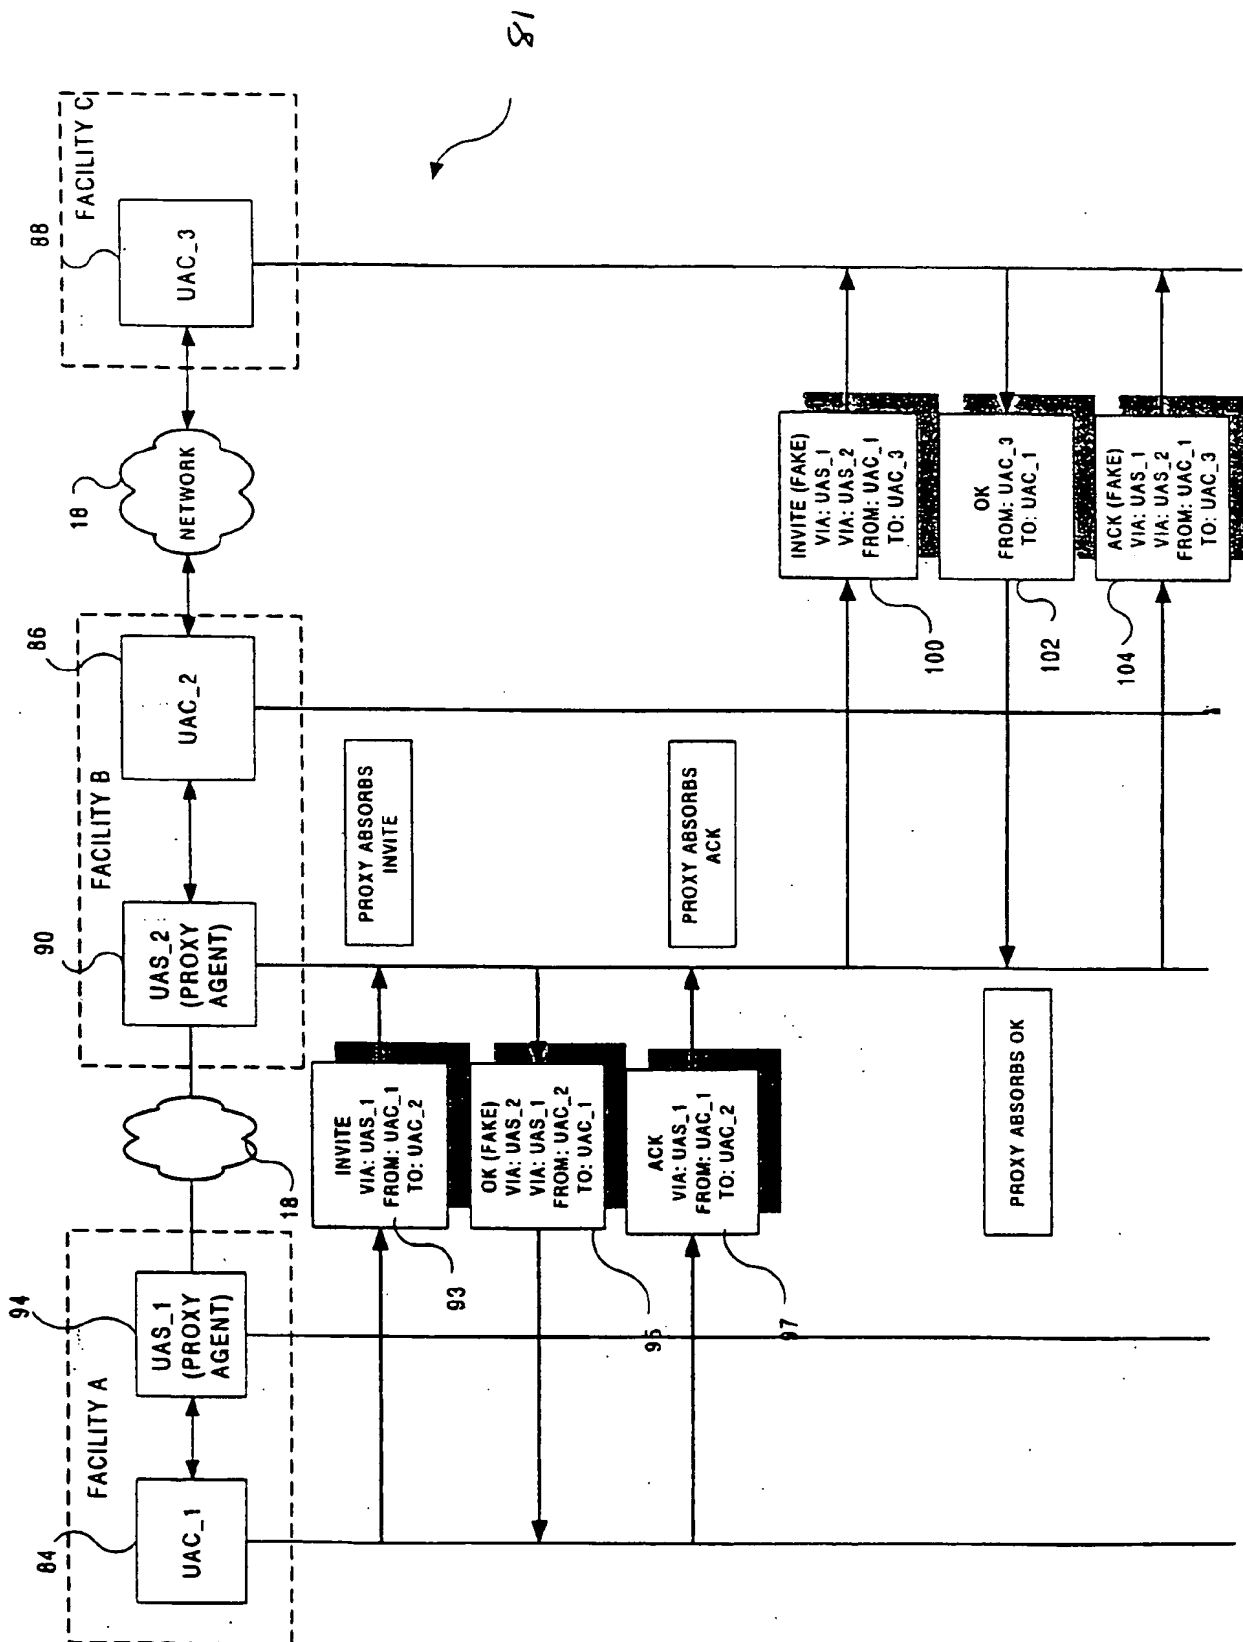 FACILITY A
84
UAC_1
94
UAS_1
(PROXY
AGENT)
18
FACILITY B
90
UAS_2
(PROXY
AGENT)
86
UAC_2
18
NETWORK
FACILITY C
88
UAC_3
18
INVITE
VIA: UAS_1
FROM: UAC_1
TO: UAC_2
93
PROXY ABSORBS
INVITE
OK (FAKE)
VIA: UAS_2
VIA: UAS_1
FROM: UAC_2
TO: UAC_1
95
ACK
VIA: UAS_1
FROM: UAC_1
TO: UAC_2
97
PROXY ABSORBS
ACK
INVITE (FAKE)
VIA: UAS_1
VIA: UAS_2
FROM: UAC_1
TO: UAC_3
100
PROXY ABSORBS OK
OK
FROM: UAC_3
TO: UAC_1
102
ACK (FAKE)
VIA: UAS_1
VIA: UAS_2
FROM: UAC_1
TO: UAC_3
104